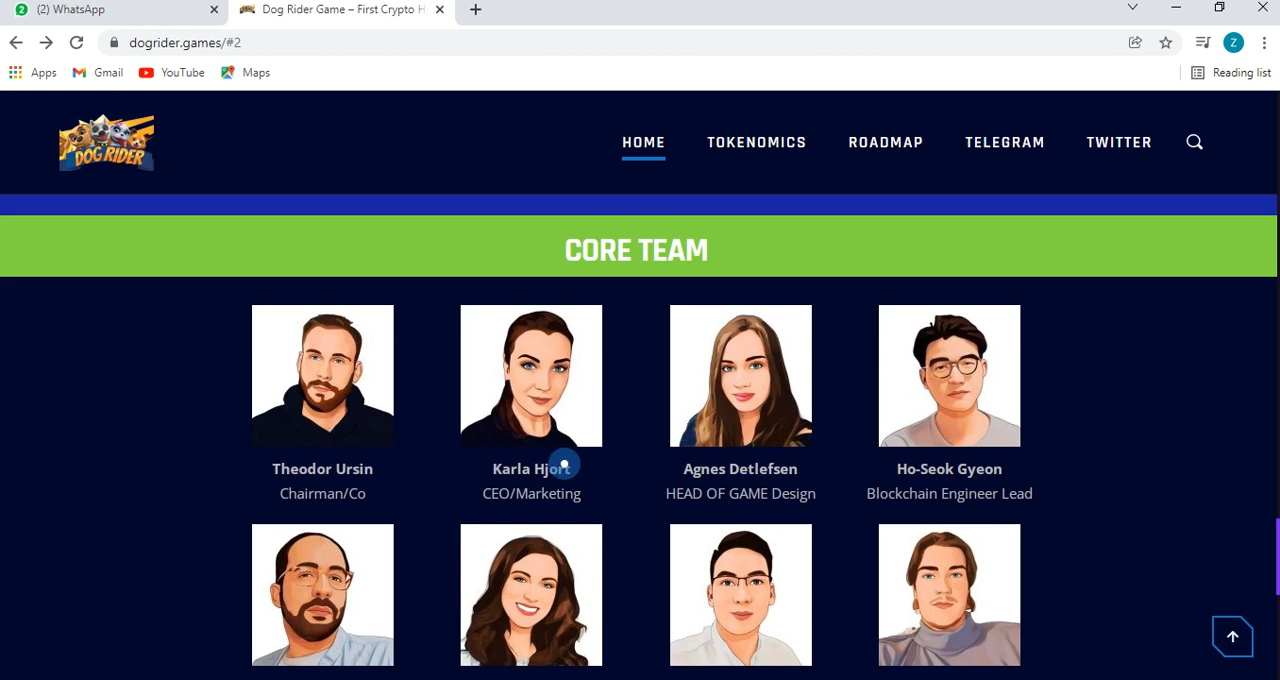 2
(2) WhatsApp
Dog Rider Game – First Crypto H
dogrider.games/#2
Z
Apps
Gmail
YouTube
Maps
Reading list
DOG RIDER
HOME
TOKENOMICS
ROADMAP
TELEGRAM
TWITTER
CORE TEAM
Theodor Ursin
Karla Hjort
Agnes Detlefsen
Ho-Seok Gyeon
Chairman/Co
CEO/Marketing
HEAD OF GAME Design
Blockchain Engineer Lead